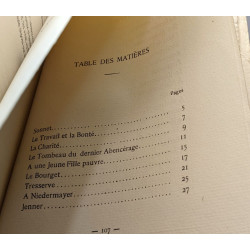 TABLE DES MATIÈRES
Pages
Sonnet 5
Le Travail et la Bonté 7
La Charité 9
Le Tombeau du dernier Abencérage 11
A une Jeune Fille pauvre 15
Le Bourget 17
Tresserve 21
A Niedermayer 25
Jenner 27
— 107 —